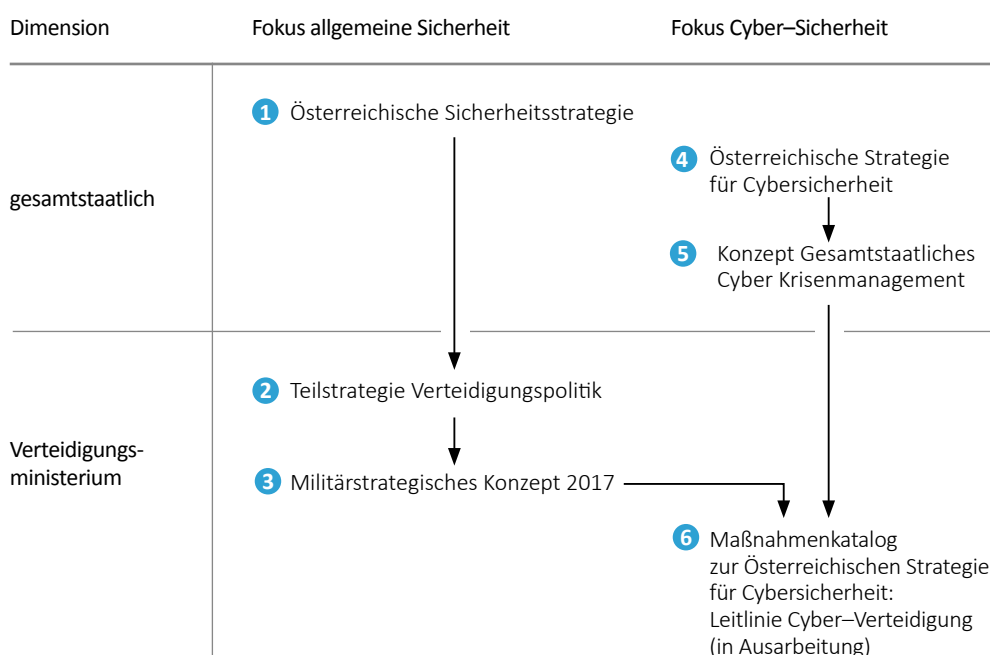 Dimension
Fokus allgemeine Sicherheit
Fokus Cyber–Sicherheit
gesamtstaatlich
1 Österreichische Sicherheitsstrategie
4 Österreichische Strategie
für Cybersicherheit
5 Konzept Gesamtstaatliches
Cyber Krisenmanagement
Verteidigungs-
ministerium
2 Teilstrategie Verteidigungspolitik
3 Militärstrategisches Konzept 2017
6 Maßnahmenkatalog
zur Österreichischen Strategie
für Cybersicherheit:
Leitlinie Cyber–Verteidigung
(in Ausarbeitung)